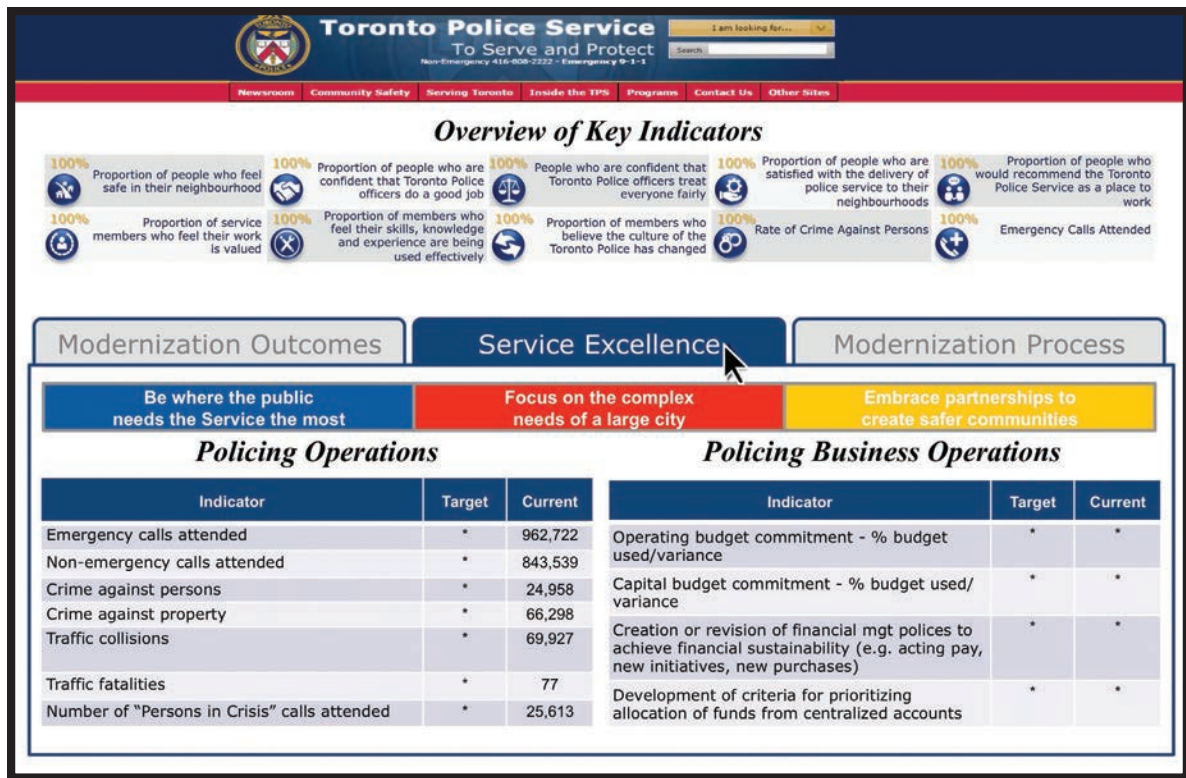 Toronto Police Service
To Serve and Protect
Non-Emergency 416-808-2222 - Emergency 9-1-1
I am looking for...
Search
Newsroom Community Safety Serving Toronto Inside the TPS Programs Contact Us Other Sites
Overview of Key Indicators
100%
Proportion of people who feel
safe in their neighbourhood
100%
Proportion of people who are
confident that Toronto Police
officers do a good job
100%
People who are confident that
Toronto Police officers treat
everyone fairly
100%
Proportion of people who are
satisfied with the delivery of
police service to their
neighbourhoods
100%
Proportion of people who
would recommend the Toronto
Police Service as a place to
work
100%
Proportion of service
members who feel their work
is valued
100%
Proportion of members who
feel their skills, knowledge
and experience are being
used effectively
100%
Proportion of members who
believe the culture of the
Toronto Police has changed
100%
Rate of Crime Against Persons
100%
Emergency Calls Attended
Modernization Outcomes
Service Excellence
Modernization Process
Be where the public
needs the Service the most
Focus on the complex
needs of a large city
Embrace partnerships to
create safer communities
Policing Operations
Indicator Target Current
Emergency calls attended * 962,722
Non-emergency calls attended * 843,539
Crime against persons * 24,958
Crime against property * 66,298
Traffic collisions * 69,927
Traffic fatalities * 77
Number of “Persons in Crisis” calls attended * 25,613
Policing Business Operations
Indicator Target Current
Operating budget commitment - % budget * *
used/variance
Capital budget commitment - % budget used/ * *
variance
Creation or revision of financial mgt polices to * *
achieve financial sustainability (e.g. acting pay,
new initiatives, new purchases)
Development of criteria for prioritizing * *
allocation of funds from centralized accounts